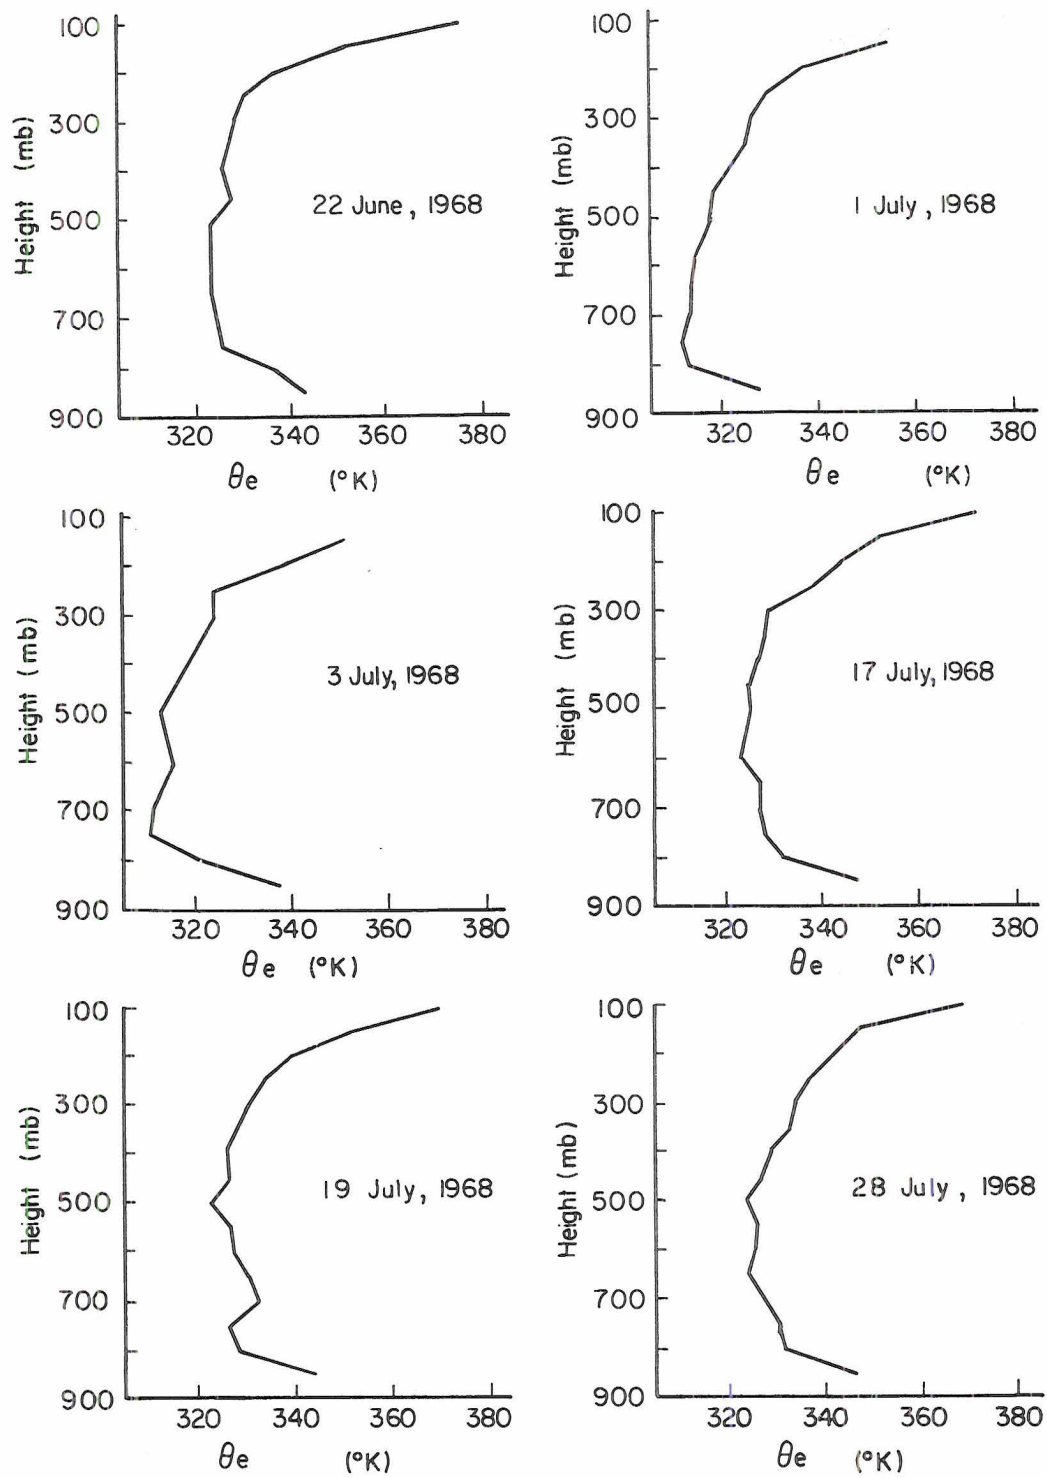 100
300
500
700
900
Height (mb)
22 June, 1968
320 340 360 380
θe (°K)
100
300
500
700
900
Height (mb)
1 July, 1968
320 340 360 380
θe (°K)
100
300
500
700
900
Height (mb)
3 July, 1968
320 340 360 380
θe (°K)
100
300
500
700
900
Height (mb)
17 July, 1968
320 340 360 380
θe (°K)
100
300
500
700
900
Height (mb)
19 July, 1968
320 340 360 380
θe (°K)
100
300
500
700
900
Height (mb)
28 July, 1968
320 340 360 380
θe (°K)